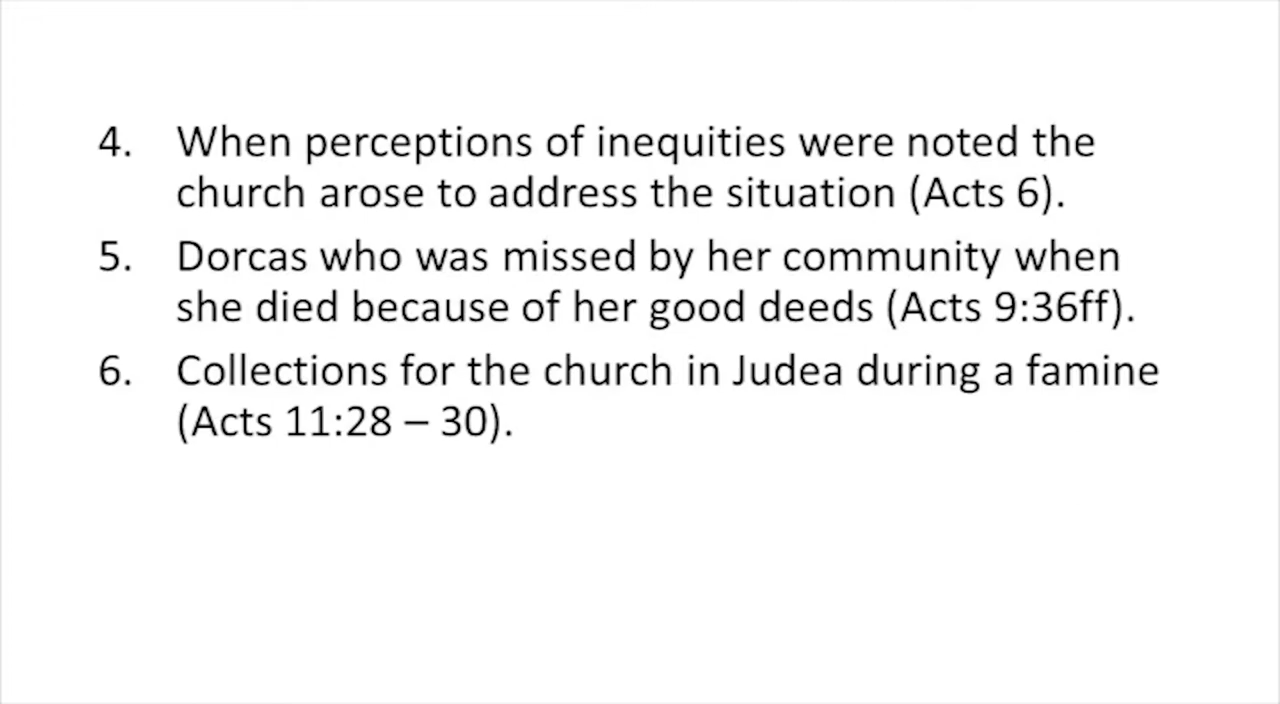 4. When perceptions of inequities were noted the
church arose to address the situation (Acts 6).
5. Dorcas who was missed by her community when
she died because of her good deeds (Acts 9:36ff).
6. Collections for the church in Judea during a famine
(Acts 11:28 – 30).